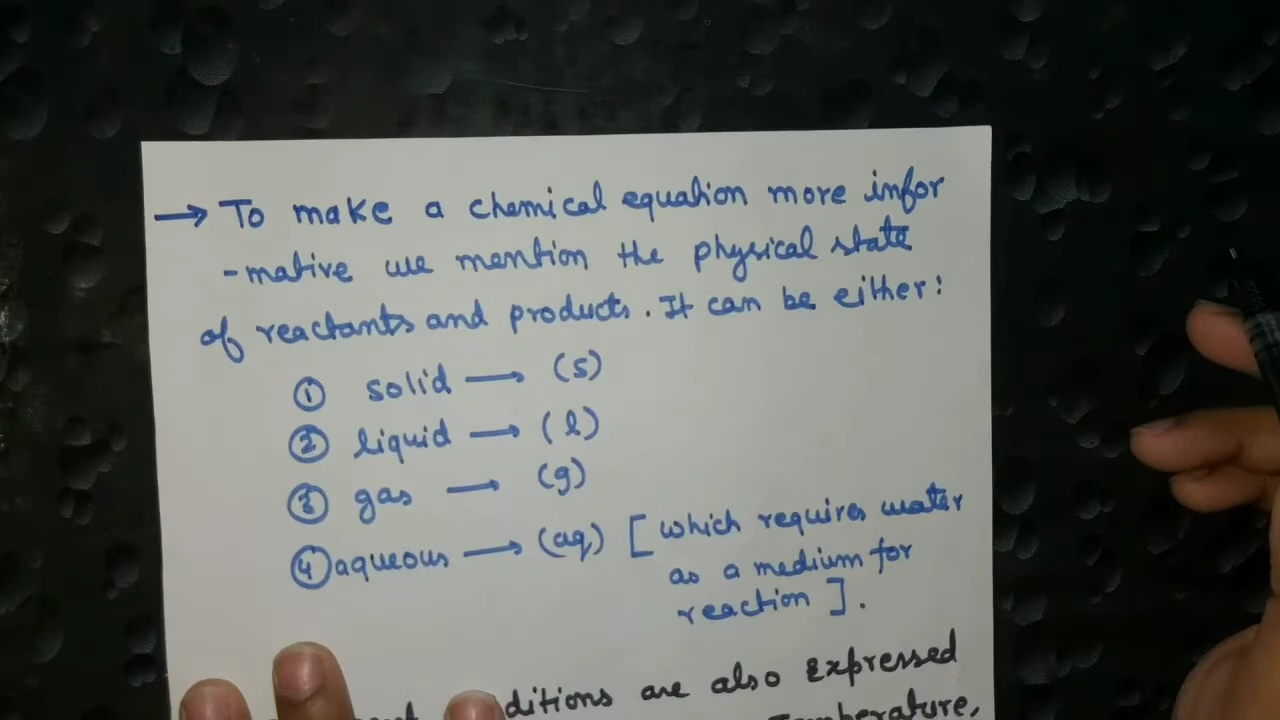 → To make a chemical equation more infor
-mative we mention the physical state
of reactants and products. It can be either:
① solid → (s)
② liquid → (l)
③ gas → (g)
④ aqueous → (aq) [which requires water
as a medium for
reaction].
are also expressed
Temperature,